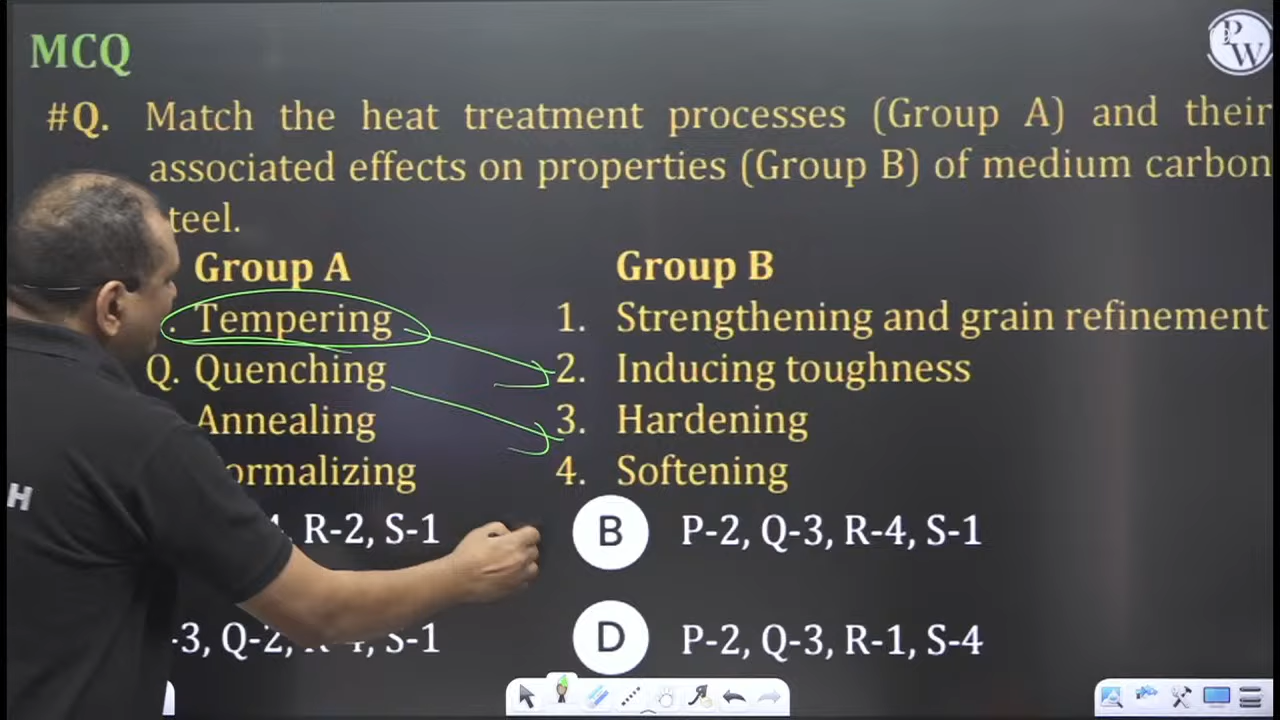 MCQ
PW
#Q. Match the heat treatment processes (Group A) and their
associated effects on properties (Group B) of medium carbon
teel.
Group A Group B
. Tempering 1. Strengthening and grain refinement
Q. Quenching 2. Inducing toughness
Annealing 3. Hardening
ormalizing 4. Softening
4, R-2, S-1 B P-2, Q-3, R-4, S-1
-3, Q-2, S-1 D P-2, Q-3, R-1, S-4
H